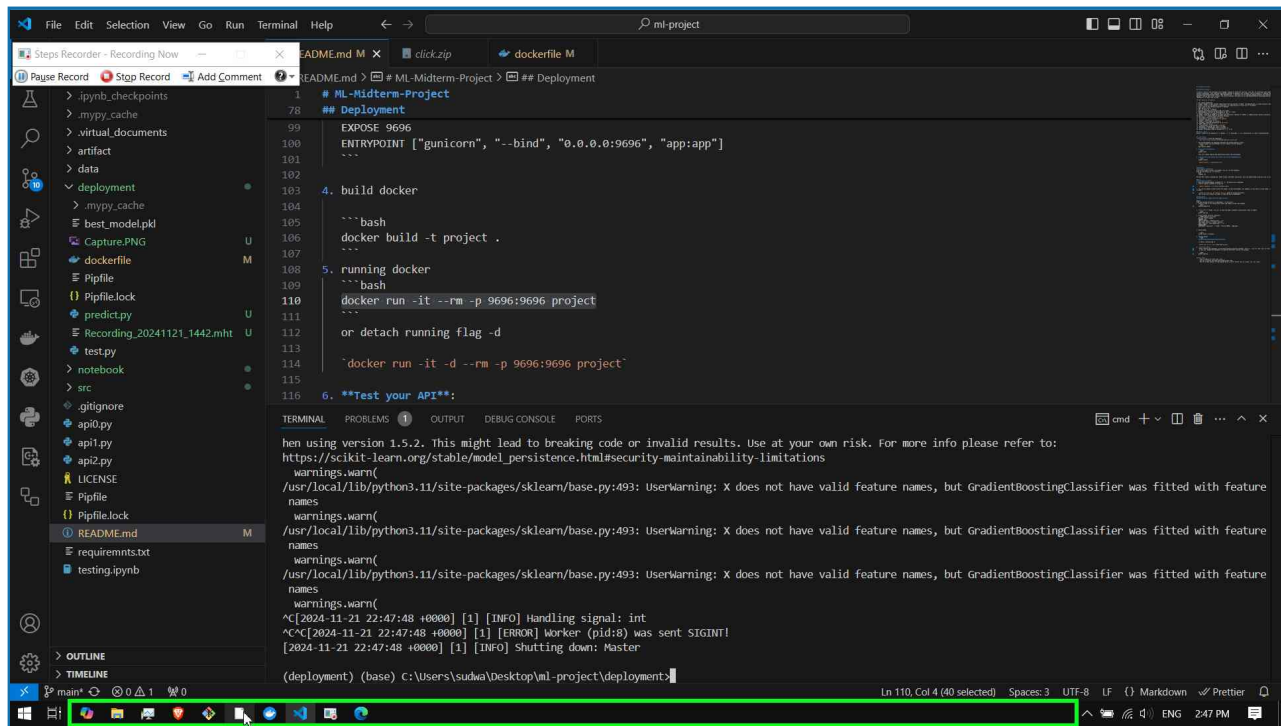 File Edit Selection View Go Run Terminal Help
ml-project
Steps Recorder - Recording Now
README.md M
click.zip
dockerfile M
Pause Record Stop Record Add Comment
README.md > # ML-Midterm-Project > ## Deployment
.ipynb_checkpoints
.mypy_cache
.virtual_documents
artifact
data
deployment
.mypy_cache
best_model.pkl
Capture.PNG U
dockerfile M
Pipfile
Pipfile.lock
predict.py U
Recording_20241121_1442.mht U
test.py
notebook
src
.gitignore
api0.py
api1.py
api2.py
LICENSE
Pipfile
Pipfile.lock
README.md M
requiremnts.txt
testing.ipynb
OUTLINE
TIMELINE
10
1 # ML-Midterm-Project
78 ## Deployment
99 EXPOSE 9696
100 ENTRYPOINT ["gunicorn", "--bind", "0.0.0.0:9696", "app:app"]
101 ```
102
103 4. build docker
104
105 ```bash
106 docker build -t project .
107 ```
108 5. running docker
109 ```bash
110 docker run -it --rm -p 9696:9696 project
111 ```
112 or detach running flag -d
113
114 `docker run -it -d --rm -p 9696:9696 project`
115
116 6. **Test your API**:
TERMINAL PROBLEMS 1 OUTPUT DEBUG CONSOLE PORTS
cmd
hen using version 1.5.2. This might lead to breaking code or invalid results. Use at your own risk. For more info please refer to:
https://scikit-learn.org/stable/model_persistence.html#security-maintainability-limitations
warnings.warn(
/usr/local/lib/python3.11/site-packages/sklearn/base.py:493: UserWarning: X does not have valid feature names, but GradientBoostingClassifier was fitted with feature
names
warnings.warn(
/usr/local/lib/python3.11/site-packages/sklearn/base.py:493: UserWarning: X does not have valid feature names, but GradientBoostingClassifier was fitted with feature
names
warnings.warn(
/usr/local/lib/python3.11/site-packages/sklearn/base.py:493: UserWarning: X does not have valid feature names, but GradientBoostingClassifier was fitted with feature
names
warnings.warn(
^C[2024-11-21 22:47:48 +0000] [1] [INFO] Handling signal: int
^C^C[2024-11-21 22:47:48 +0000] [1] [ERROR] Worker (pid:8) was sent SIGINT!
[2024-11-21 22:47:48 +0000] [1] [INFO] Shutting down: Master
(deployment) (base) C:\Users\sudwa\Desktop\ml-project\deployment>
main* 0 1 0
Ln 110, Col 4 (40 selected) Spaces: 3 UTF-8 LF {} Markdown Prettier
ENG 2:47 PM